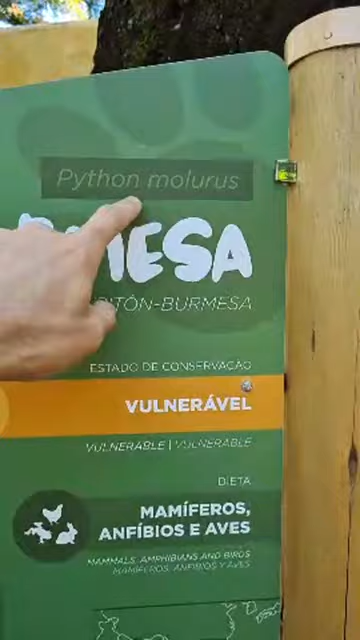 Python molurus
MESA
PITÓN-BURMESA
ESTADO DE CONSERVAÇÃO
VULNERÁVEL
VULNERABLE | VULNERABLE
DIETA
MAMÍFEROS,
ANFÍBIOS E AVES
MAMMALS, AMPHIBIANS AND BIRDS
MAMÍFEROS, ANFIBIOS Y AVES